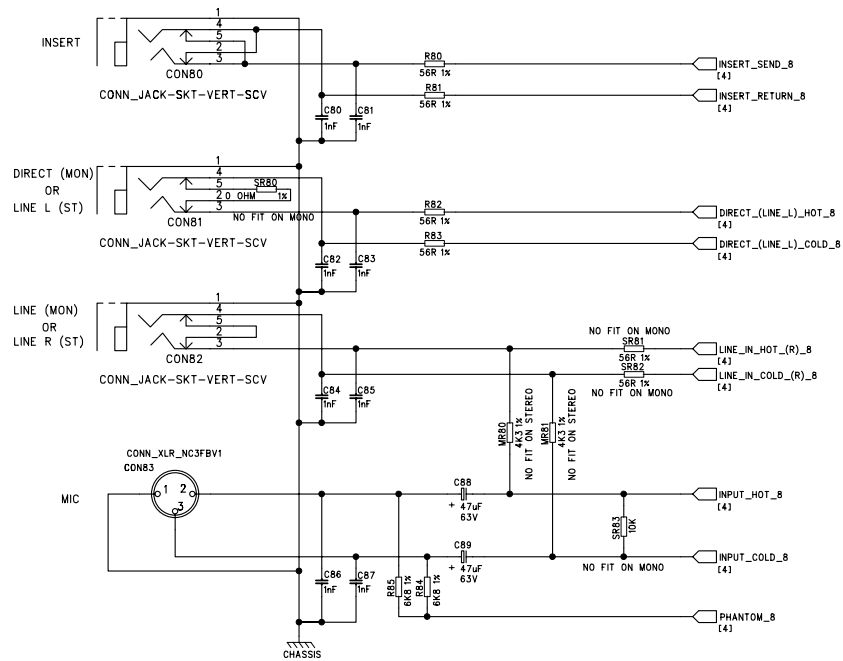 1
4
5
2
3
INSERT
CON80
CONN_JACK-SKT-VERT-SCV
R80
56R 1%
INSERT_SEND_8
[4]
R81
56R 1%
INSERT_RETURN_8
[4]
C80
1nF
C81
1nF
DIRECT (MON)
OR
LINE L (ST)
1
4
5
2
3
SR80
0 OHM 1%
NO FIT ON MONO
CON81
CONN_JACK-SKT-VERT-SCV
R82
56R 1%
DIRECT_(LINE_L)_HOT_8
[4]
R83
56R 1%
DIRECT_(LINE_L)_COLD_8
[4]
C82
1nF
C83
1nF
LINE (MON)
OR
LINE R (ST)
1
4
5
2
3
CON82
CONN_JACK-SKT-VERT-SCV
NO FIT ON MONO
SR81
56R 1%
LINE_IN_HOT_(R)_8
[4]
SR82
56R 1%
NO FIT ON MONO
LINE_IN_COLD_(R)_8
[4]
C84
1nF
C85
1nF
MR80
4K3 1%
NO FIT ON STEREO
MR81
4K3 1%
NO FIT ON STEREO
CONN_XLR_NC3FBV1
CON83
1 2
3
MIC
C88
+ 47uF
63V
INPUT_HOT_8
[4]
SR83
10K
C89
+ 47uF
63V
INPUT_COLD_8
[4]
NO FIT ON MONO
C86
1nF
C87
1nF
R85
6K8 1%
R84
6K8 1%
PHANTOM_8
[4]
CHASSIS